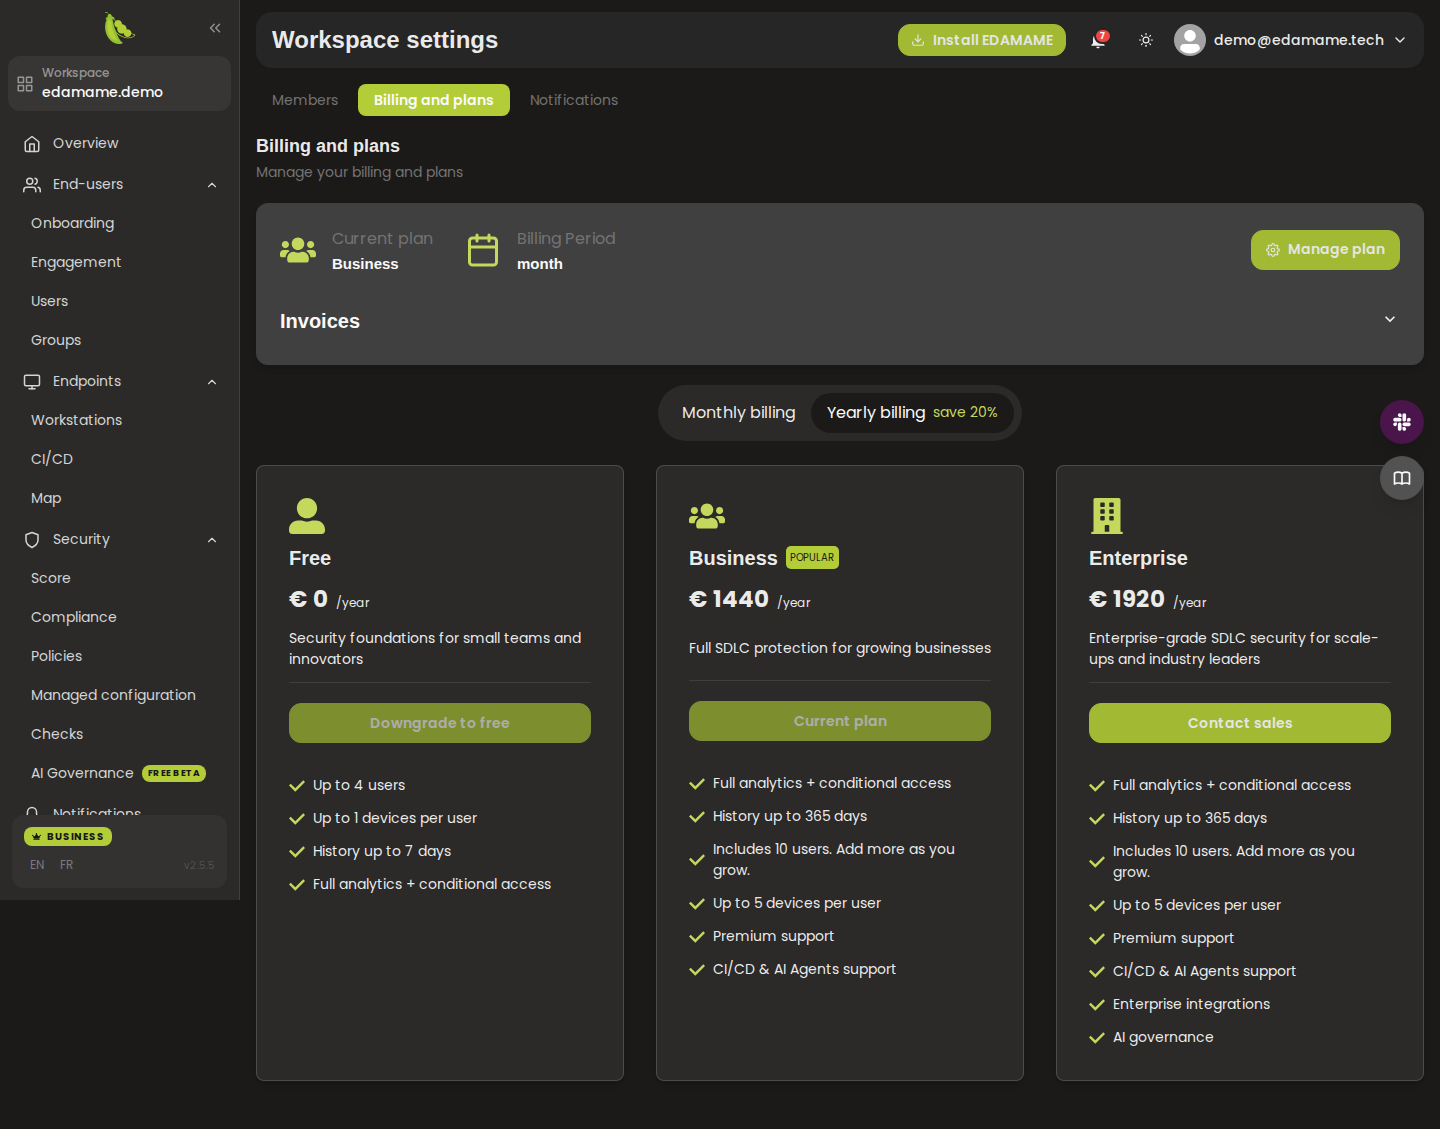 Workspace
edamame.demo
Overview
End-users
Onboarding
Engagement
Users
Groups
Endpoints
Workstations
CI/CD
Map
Security
Score
Compliance
Policies
Managed configuration
Checks
AI Governance FREE BETA
Notifications
BUSINESS
EN FR v2.5.5
Workspace settings
Install EDAMAME
7
demo@edamame.tech
Members Billing and plans Notifications
Billing and plans
Manage your billing and plans
Current plan
Business
Billing Period
month
Manage plan
Invoices
Monthly billing Yearly billing save 20%
Free
€ 0 /year
Security foundations for small teams and
innovators
Downgrade to free
Up to 4 users
Up to 1 devices per user
History up to 7 days
Full analytics + conditional access
Business POPULAR
€ 1440 /year
Full SDLC protection for growing businesses
Current plan
Full analytics + conditional access
History up to 365 days
Includes 10 users. Add more as you
grow.
Up to 5 devices per user
Premium support
CI/CD & AI Agents support
Enterprise
€ 1920 /year
Enterprise-grade SDLC security for scale-
ups and industry leaders
Contact sales
Full analytics + conditional access
History up to 365 days
Includes 10 users. Add more as you
grow.
Up to 5 devices per user
Premium support
CI/CD & AI Agents support
Enterprise integrations
AI governance